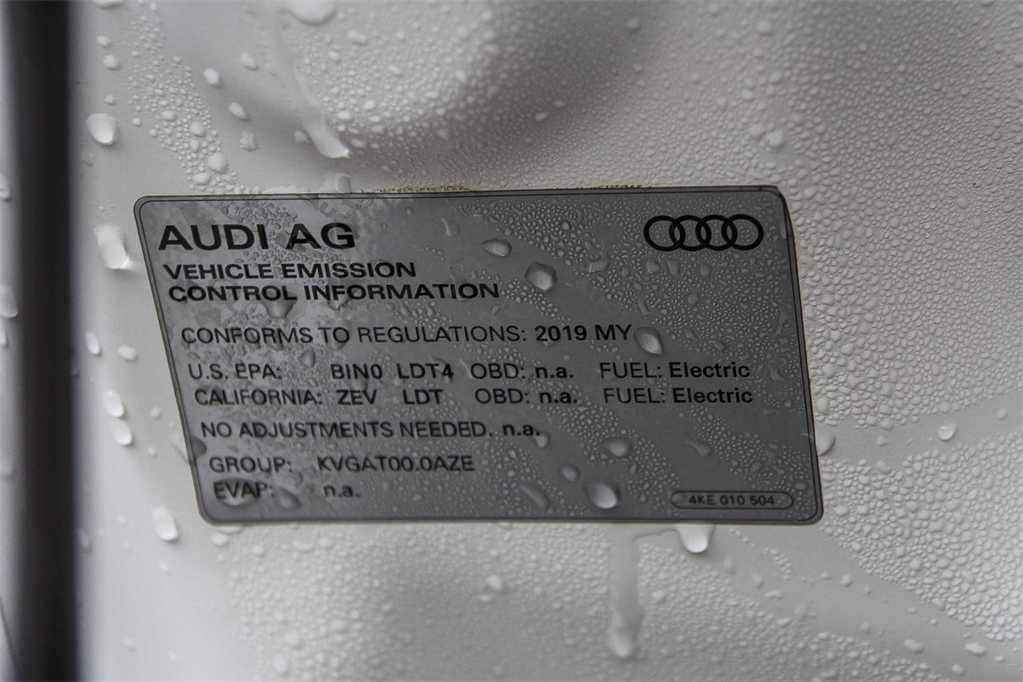 AUDI AG
VEHICLE EMISSION
CONTROL INFORMATION
CONFORMS TO REGULATIONS: 2019 MY
U.S. EPA: BIN0 LDT4 OBD: n.a. FUEL: Electric
CALIFORNIA: ZEV LDT OBD: n.a. FUEL: Electric
NO ADJUSTMENTS NEEDED. n.a.
GROUP: KVGAT00.0AZE
EVAP: n.a.
4KE 010 504